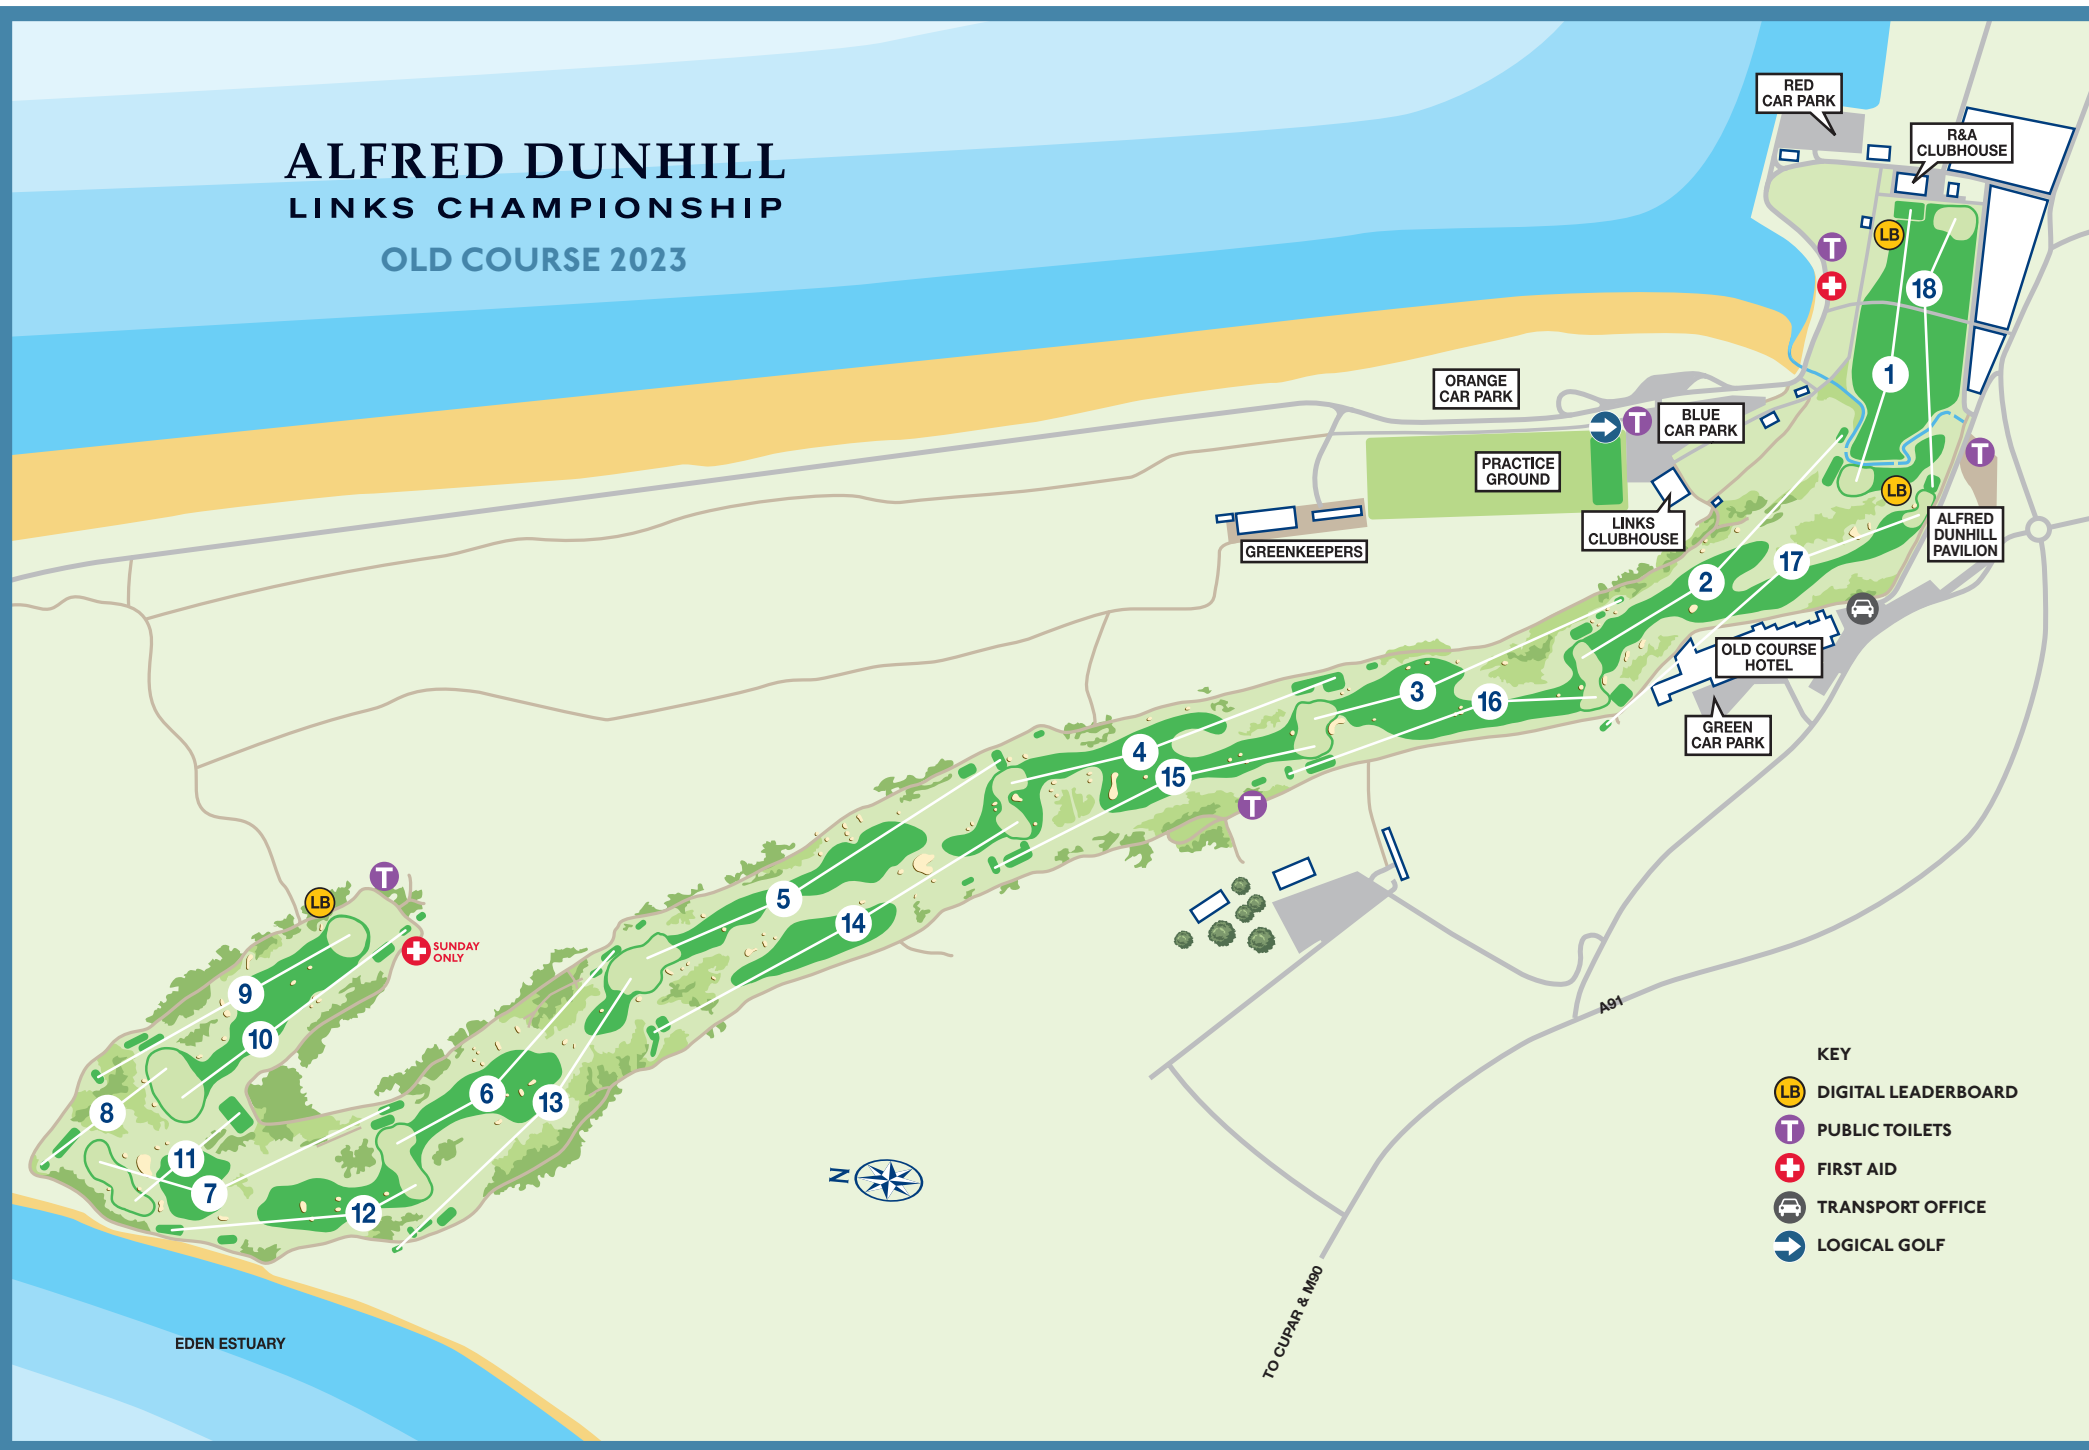 ALFRED DUNHILL
LINKS CHAMPIONSHIP
OLD COURSE 2023
RED
CAR PARK
R&A
CLUBHOUSE
LB
T
18
1
ORANGE
CAR PARK
T
BLUE
CAR PARK
PRACTICE
GROUND
T
LB
LINKS
CLUBHOUSE
GREENKEEPERS
ALFRED
DUNHILL
PAVILION
17
2
OLD COURSE
HOTEL
3
16
GREEN
CAR PARK
4
15
T
5
14
T
LB
SUNDAY
ONLY
9
10
6
13
8
11
7
12
N
A91
TO CUPAR & M90
EDEN ESTUARY
KEY
LB DIGITAL LEADERBOARD
T PUBLIC TOILETS
FIRST AID
TRANSPORT OFFICE
LOGICAL GOLF